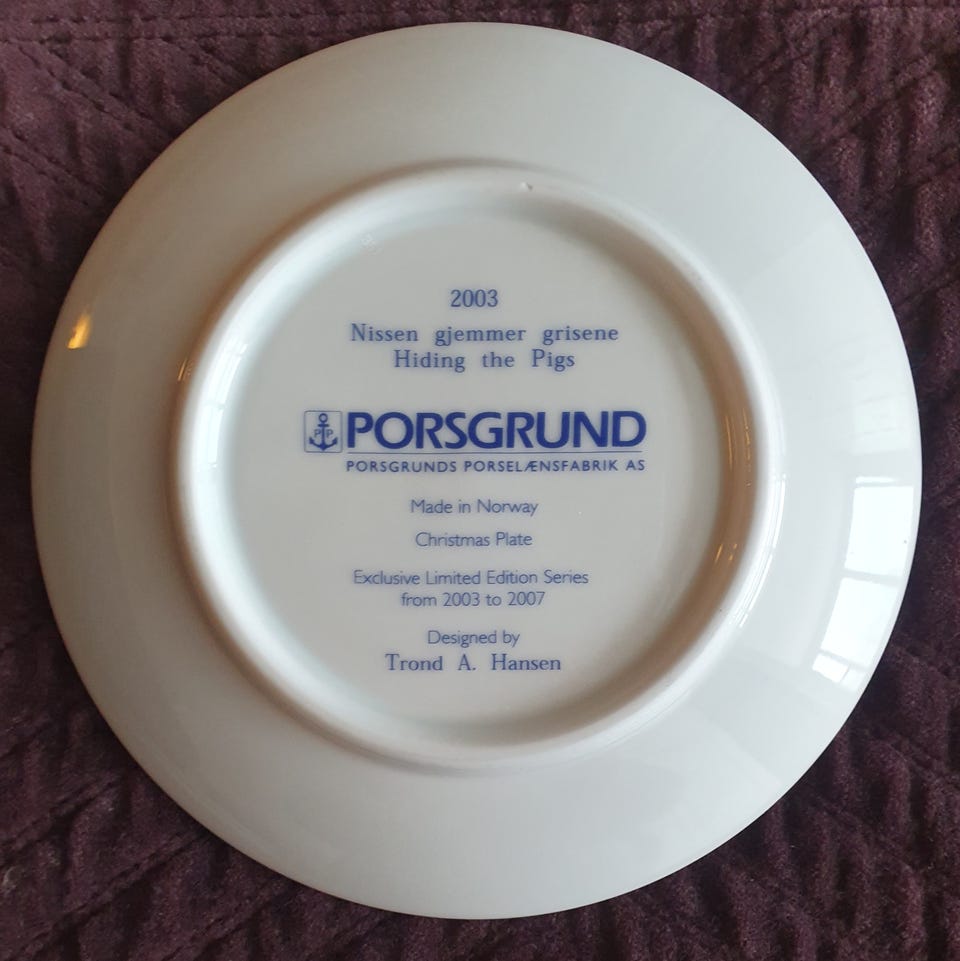 2003
Nissen gjemmer grisene
Hiding the Pigs
P P PORSGRUND
PORSGRUNDS PORSELÆNSFABRIK AS
Made in Norway
Christmas Plate
Exclusive Limited Edition Series
from 2003 to 2007
Designed by
Trond A. Hansen